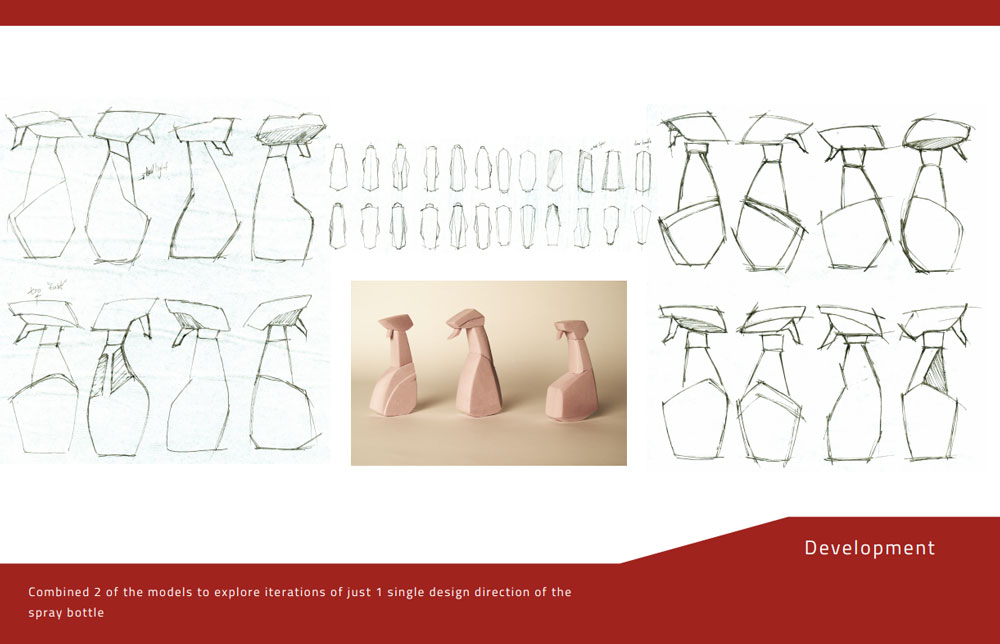 Development
Combined 2 of the models to explore iterations of just 1 single design direction of the
spray bottle